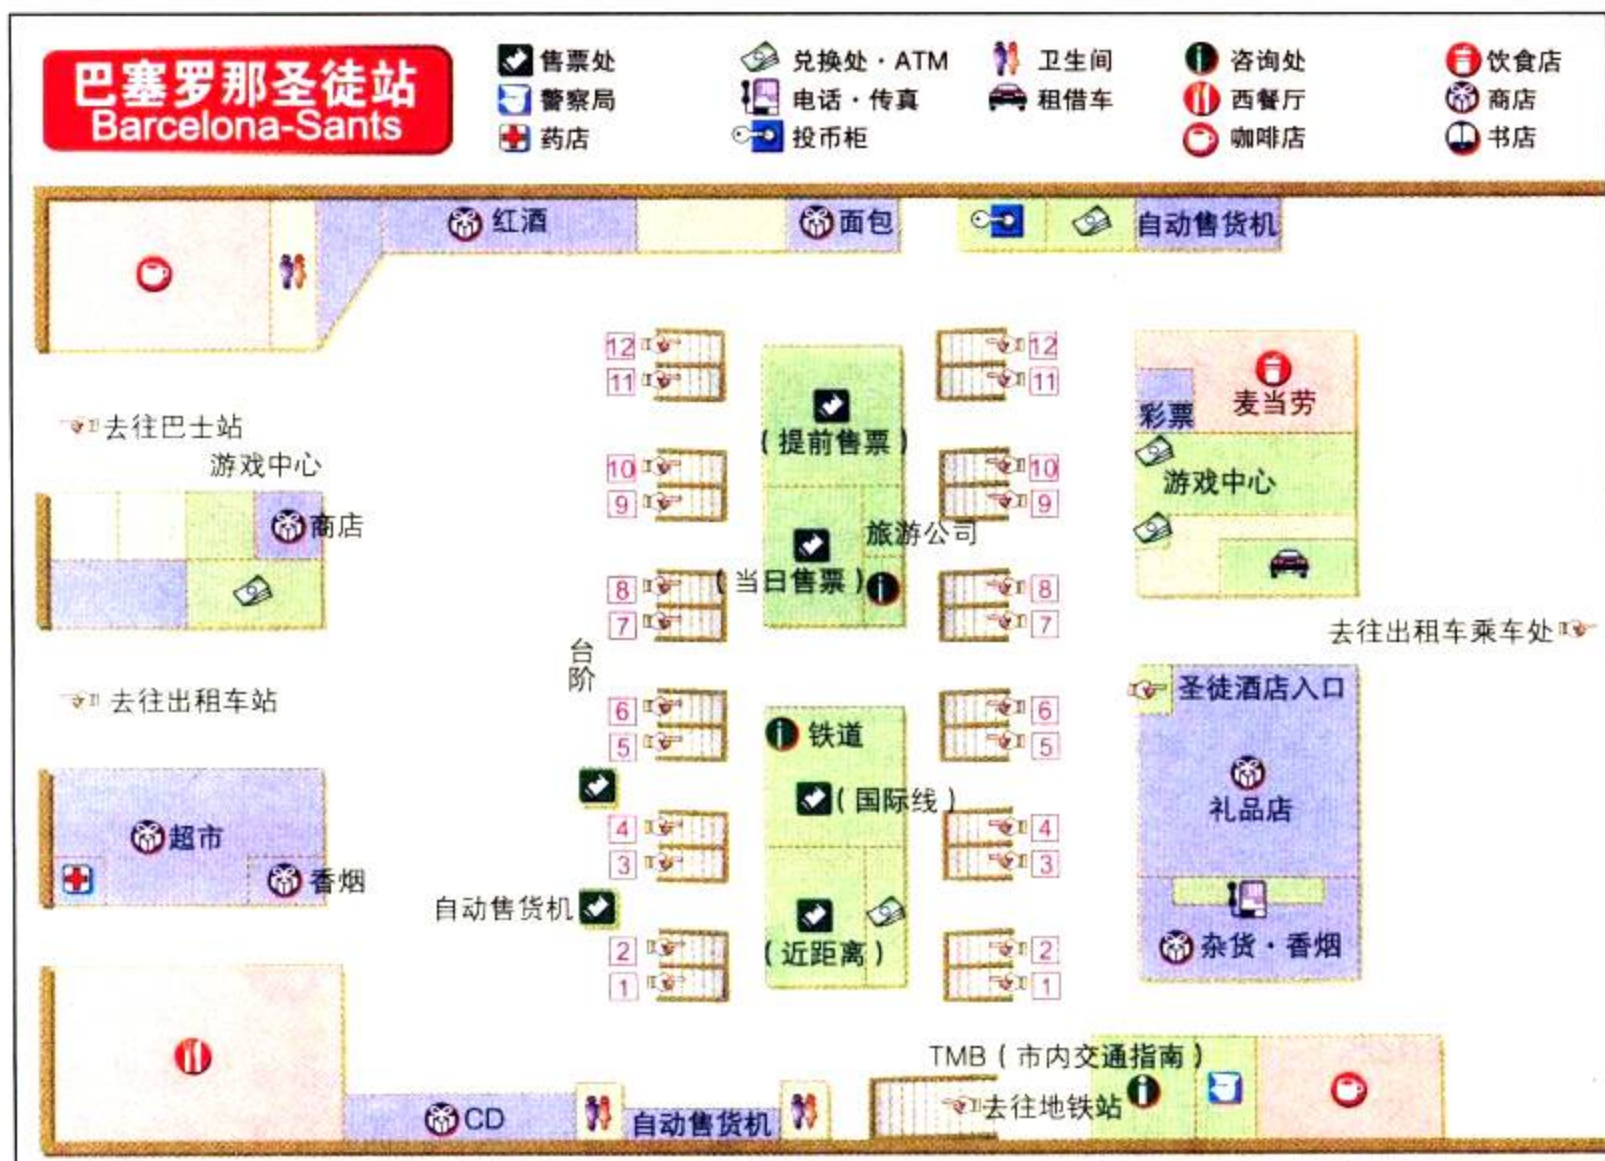 巴塞罗那圣徒站
Barcelona-Sants
售票处
兑换处·ATM
卫生间
咨询处
饮食店
警察局
电话·传真
租借车
西餐厅
商店
药店
投币柜
咖啡店
书店
红酒
面包
自动售货机
12
12
11
11
麦当劳
彩票
(提前售票)
去往巴士站
游戏中心
10
10
9
9
游戏中心
商店
旅游公司
(当日售票)
8
8
7
7
去往出租车乘车处
台阶
去往出租车站
圣徒酒店入口
6
6
5
5
铁道
(国际线)
礼品店
4
4
3
3
超市
香烟
自动售货机
2
2
(近距离)
杂货·香烟
1
1
TMB(市内交通指南)
去往地铁站
CD
自动售货机